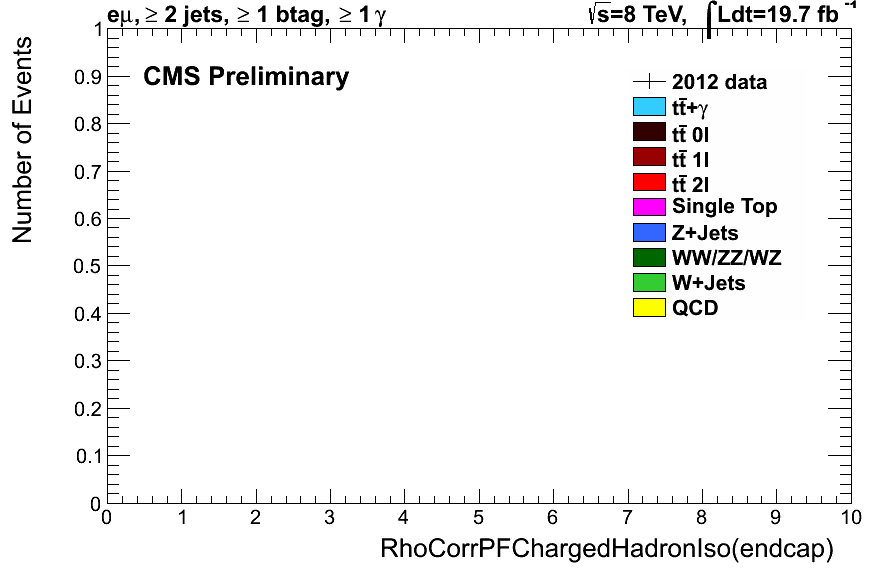 eμ, ≥ 2 jets, ≥ 1 btag, ≥ 1 γ
√s=8 TeV, ∫Ldt=19.7 fb⁻¹
CMS Preliminary
2012 data
tt̄+γ
tt̄ 0l
tt̄ 1l
tt̄ 2l
Single Top
Z+Jets
WW/ZZ/WZ
W+Jets
QCD
Number of Events
1
0.9
0.8
0.7
0.6
0.5
0.4
0.3
0.2
0.1
0
0 1 2 3 4 5 6 7 8 9 10
RhoCorrPFChargedHadronIso(endcap)